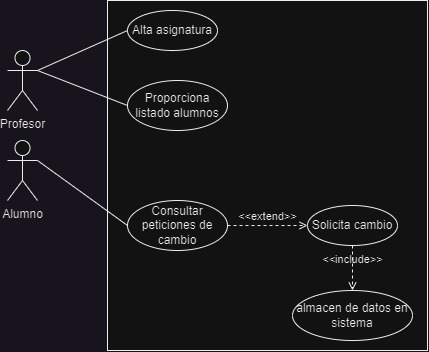 Alta asignatura
Proporciona
listado alumnos
Profesor
Alumno
Consultar
peticiones de
cambio
<<extend>>
Solicita cambio
<<include>>
almacen de datos en
sistema